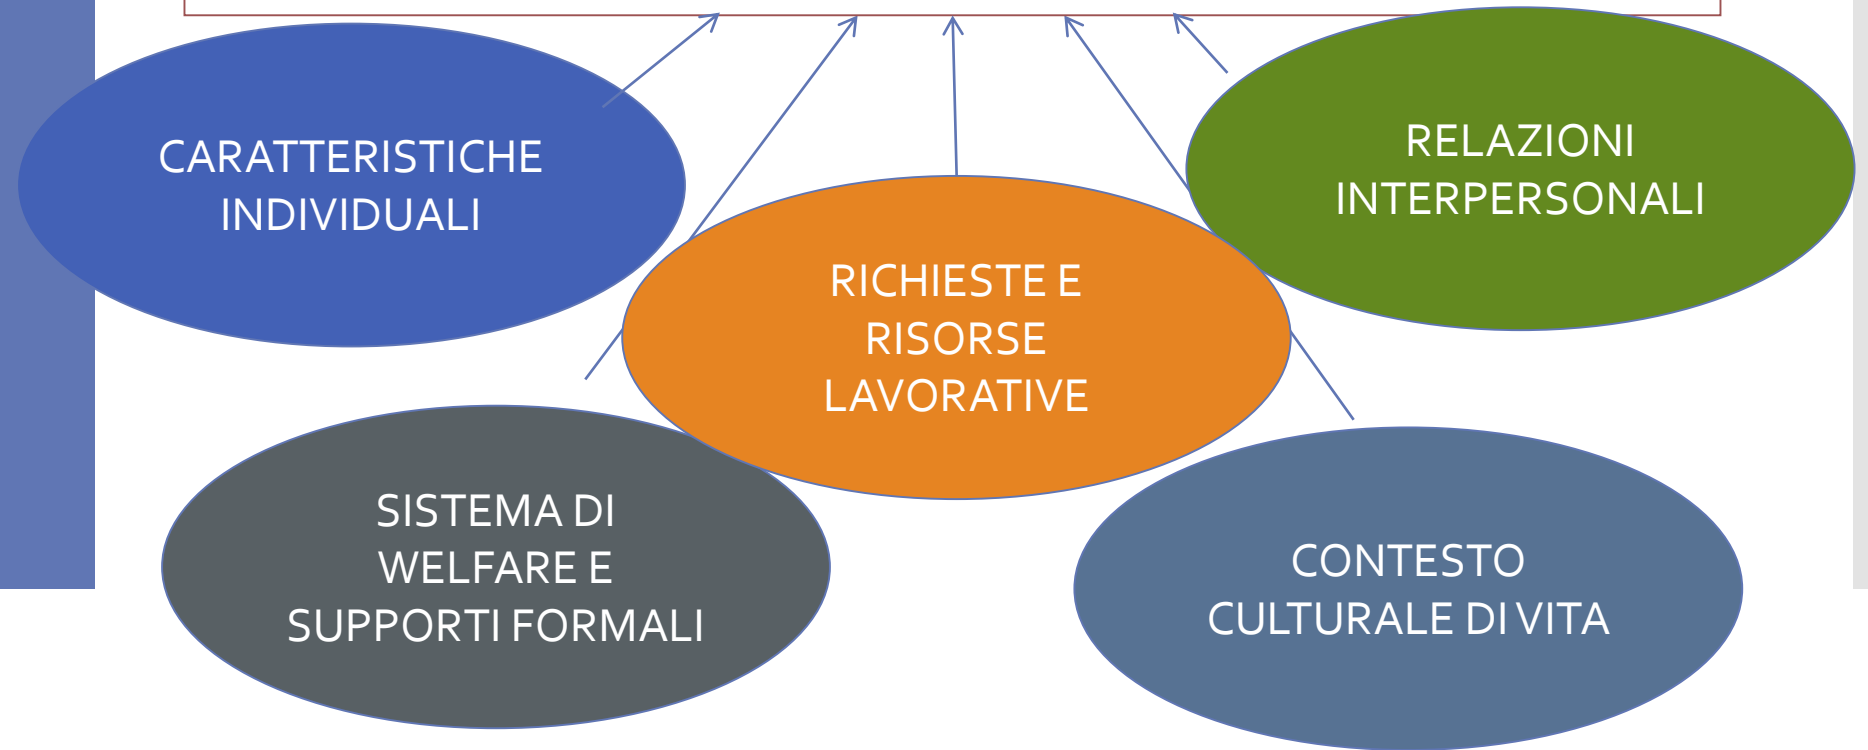 CARATTERISTICHE
INDIVIDUALI
RELAZIONI
INTERPERSONALI
RICHIESTE E
RISORSE
LAVORATIVE
SISTEMA DI
WELFARE E
SUPPORTI FORMALI
CONTESTO
CULTURALE DI VITA